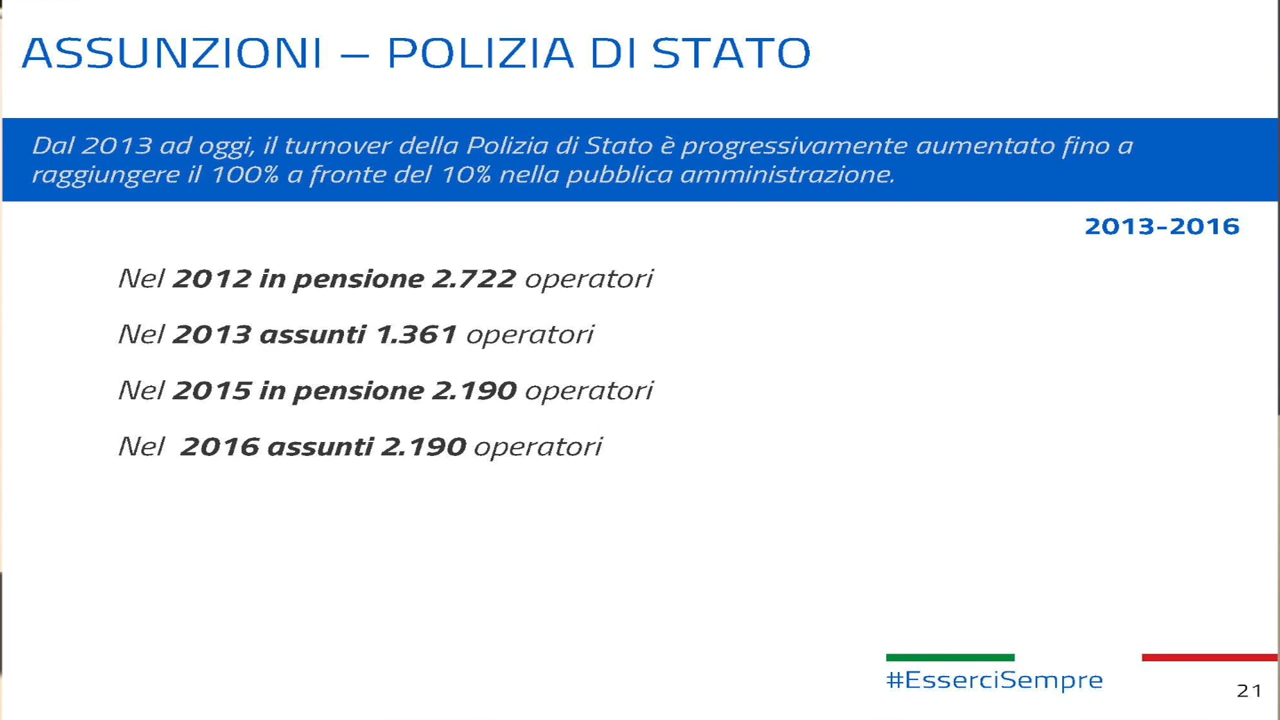 ASSUNZIONI – POLIZIA DI STATO
Dal 2013 ad oggi, il turnover della Polizia di Stato è progressivamente aumentato fino a
raggiungere il 100% a fronte del 10% nella pubblica amministrazione.
2013-2016
Nel 2012 in pensione 2.722 operatori
Nel 2013 assunti 1.361 operatori
Nel 2015 in pensione 2.190 operatori
Nel 2016 assunti 2.190 operatori
#EsserciSempre
21